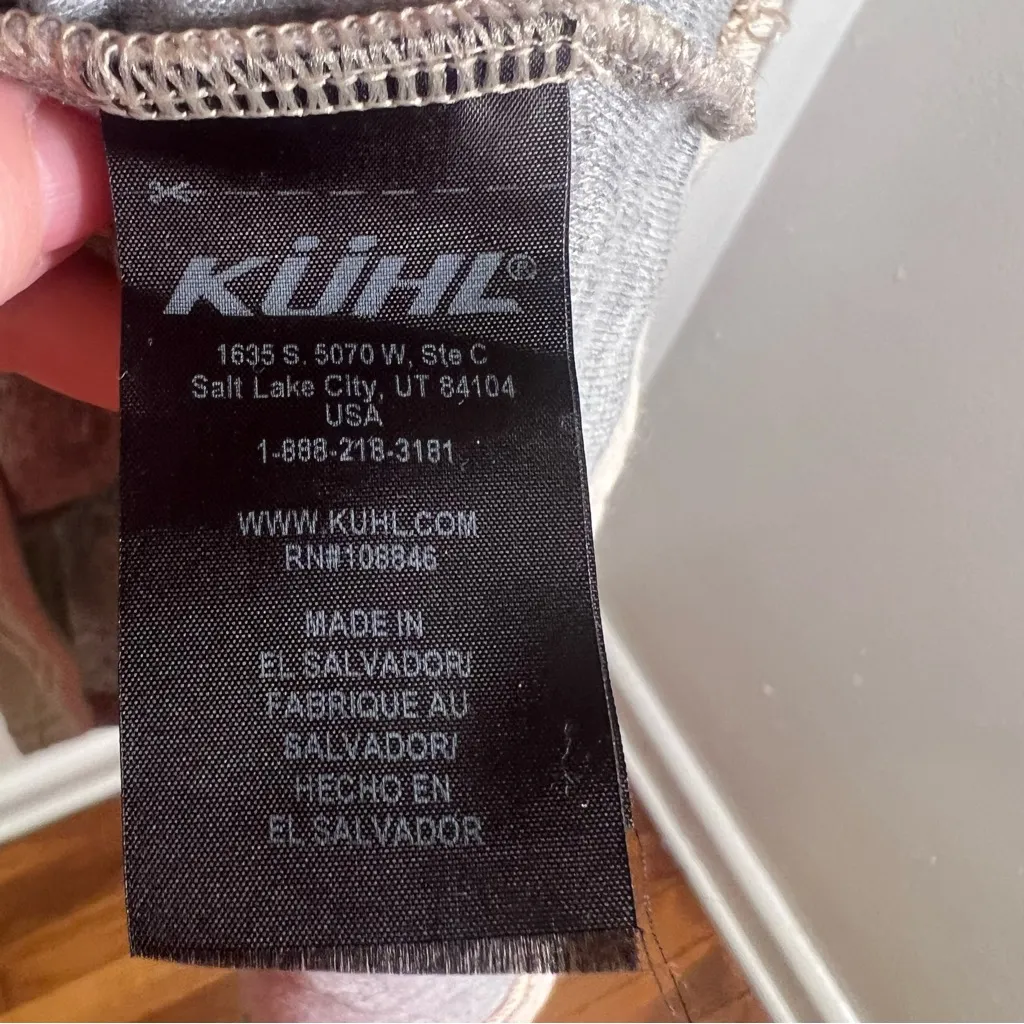 KÜHL®
1635 S. 5070 W, Ste C
Salt Lake City, UT 84104
USA
1-888-218-3181
WWW.KUHL.COM
RN#108846
MADE IN
EL SALVADOR/
FABRIQUE AU
SALVADOR/
HECHO EN
EL SALVADOR